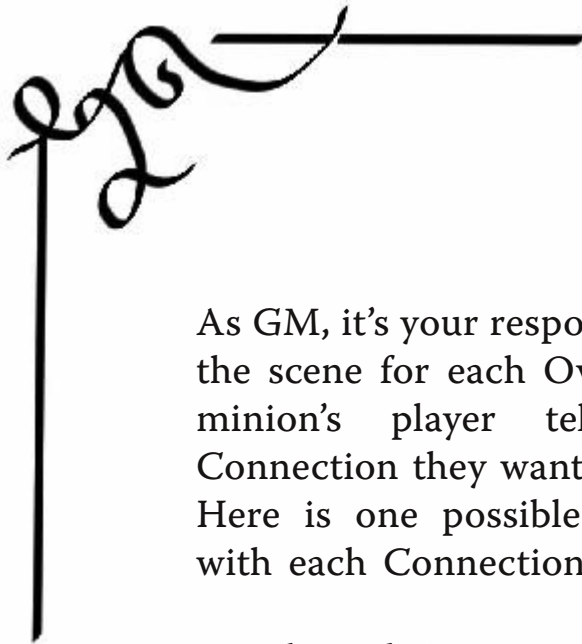 As GM, it's your respo
the scene for each Ov
minion's player tel
Connection they want
Here is one possible
with each Connection